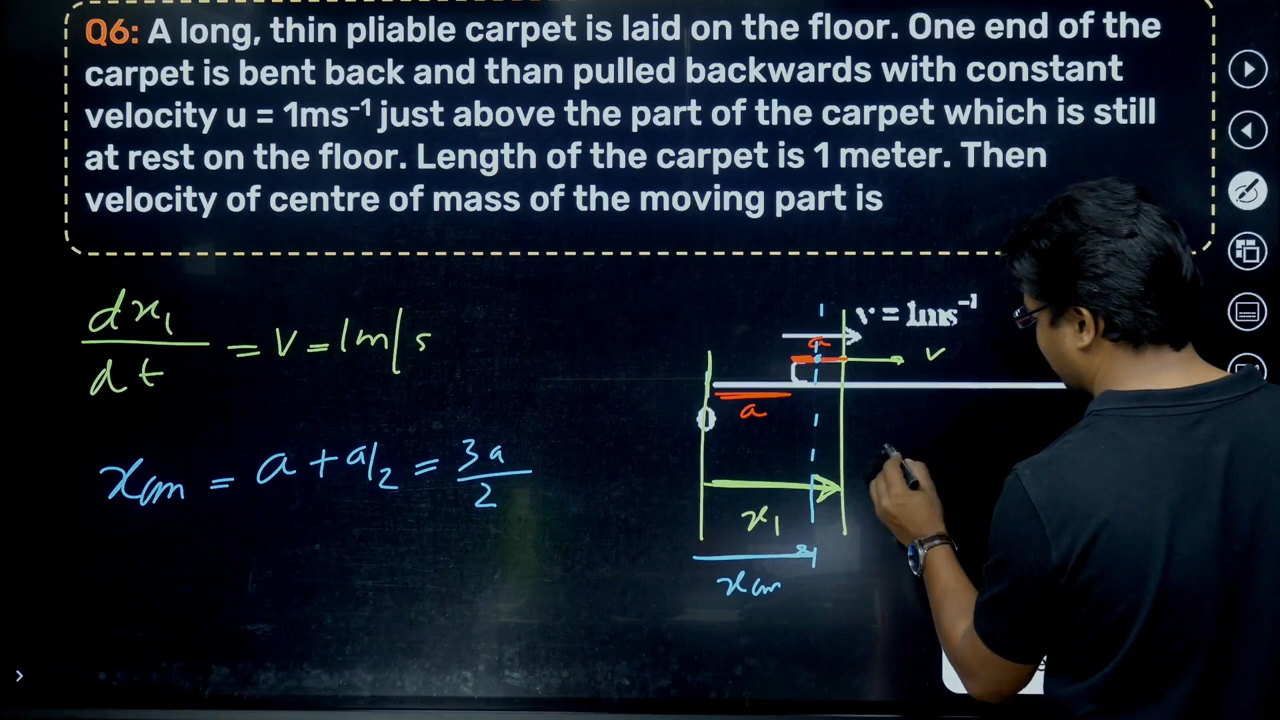 Q6: A long, thin pliable carpet is laid on the floor. One end of the
carpet is bent back and than pulled backwards with constant
velocity u = 1ms⁻¹ just above the part of the carpet which is still
at rest on the floor. Length of the carpet is 1 meter. Then
velocity of centre of mass of the moving part is
dx₁/dt = v = 1m/s
v = 1ms⁻¹
a
v
a
xcm = a + a/2 = 3a/2
x₁
xcm